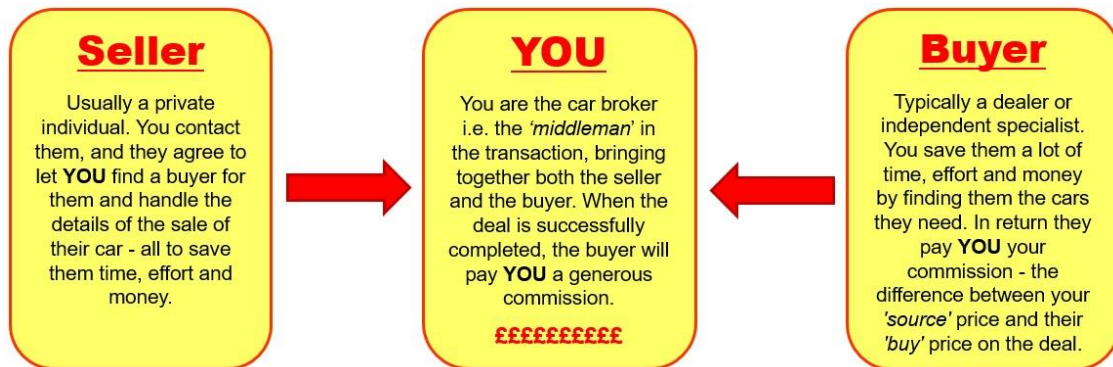 Seller
Usually a private
individual. You contact
them, and they agree to
let YOU find a buyer for
them and handle the
details of the sale of
their car - all to save
them time, effort and
money.
YOU
You are the car broker
i.e. the ‘middleman’ in
the transaction, bringing
together both the seller
and the buyer. When the
deal is successfully
completed, the buyer will
pay YOU a generous
commission.
££££££££££
Buyer
Typically a dealer or
independent specialist.
You save them a lot of
time, effort and money
by finding them the cars
they need. In return they
pay YOU your
commission - the
difference between your
'source' price and their
'buy' price on the deal.